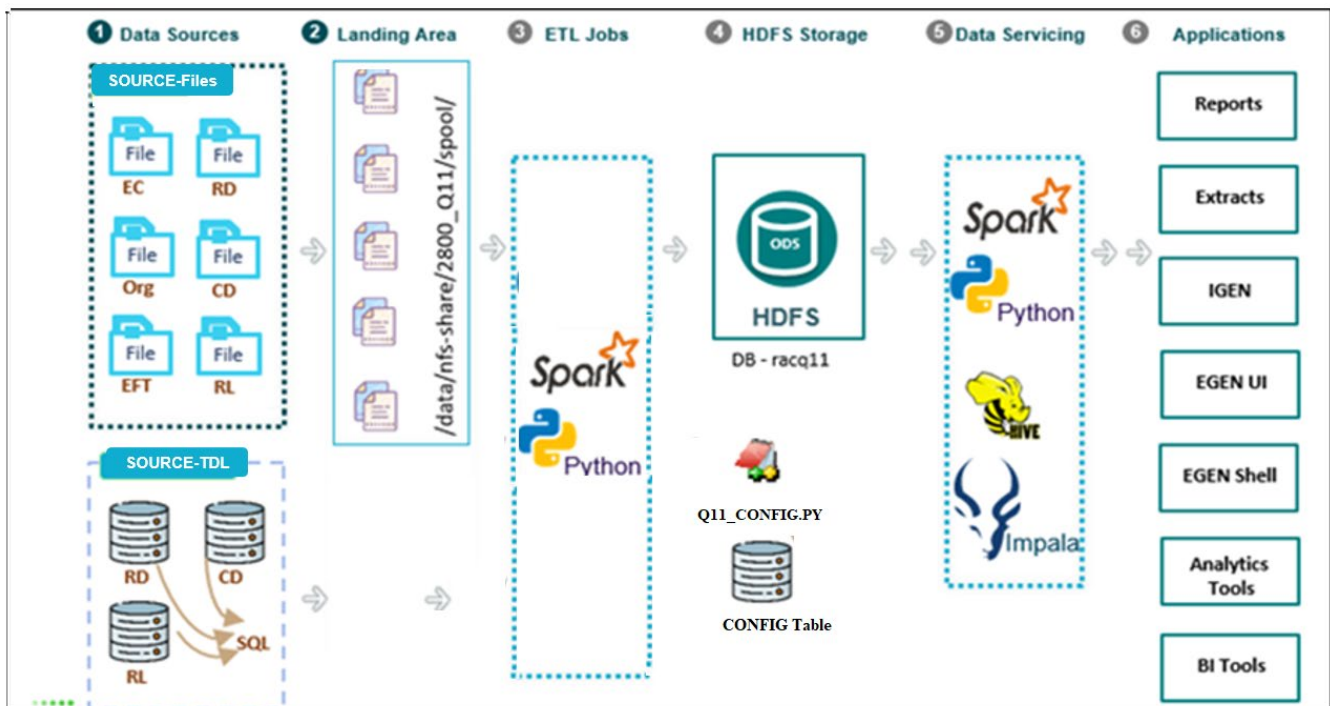 1 Data Sources
2 Landing Area
3 ETL Jobs
4 HDFS Storage
5 Data Servicing
6 Applications
SOURCE-Files
File
EC
File
RD
File
Org
File
CD
File
EFT
File
RL
SOURCE-TDL
RD
CD
RL
SQL
/data/nfs-share/2800_Q11/spool/
Spark
Python
ODS
HDFS
DB - racq11
Q11_CONFIG.PY
CONFIG Table
Spark
Python
HIVE
Impala
Reports
Extracts
IGEN
EGEN UI
EGEN Shell
Analytics
Tools
BI Tools